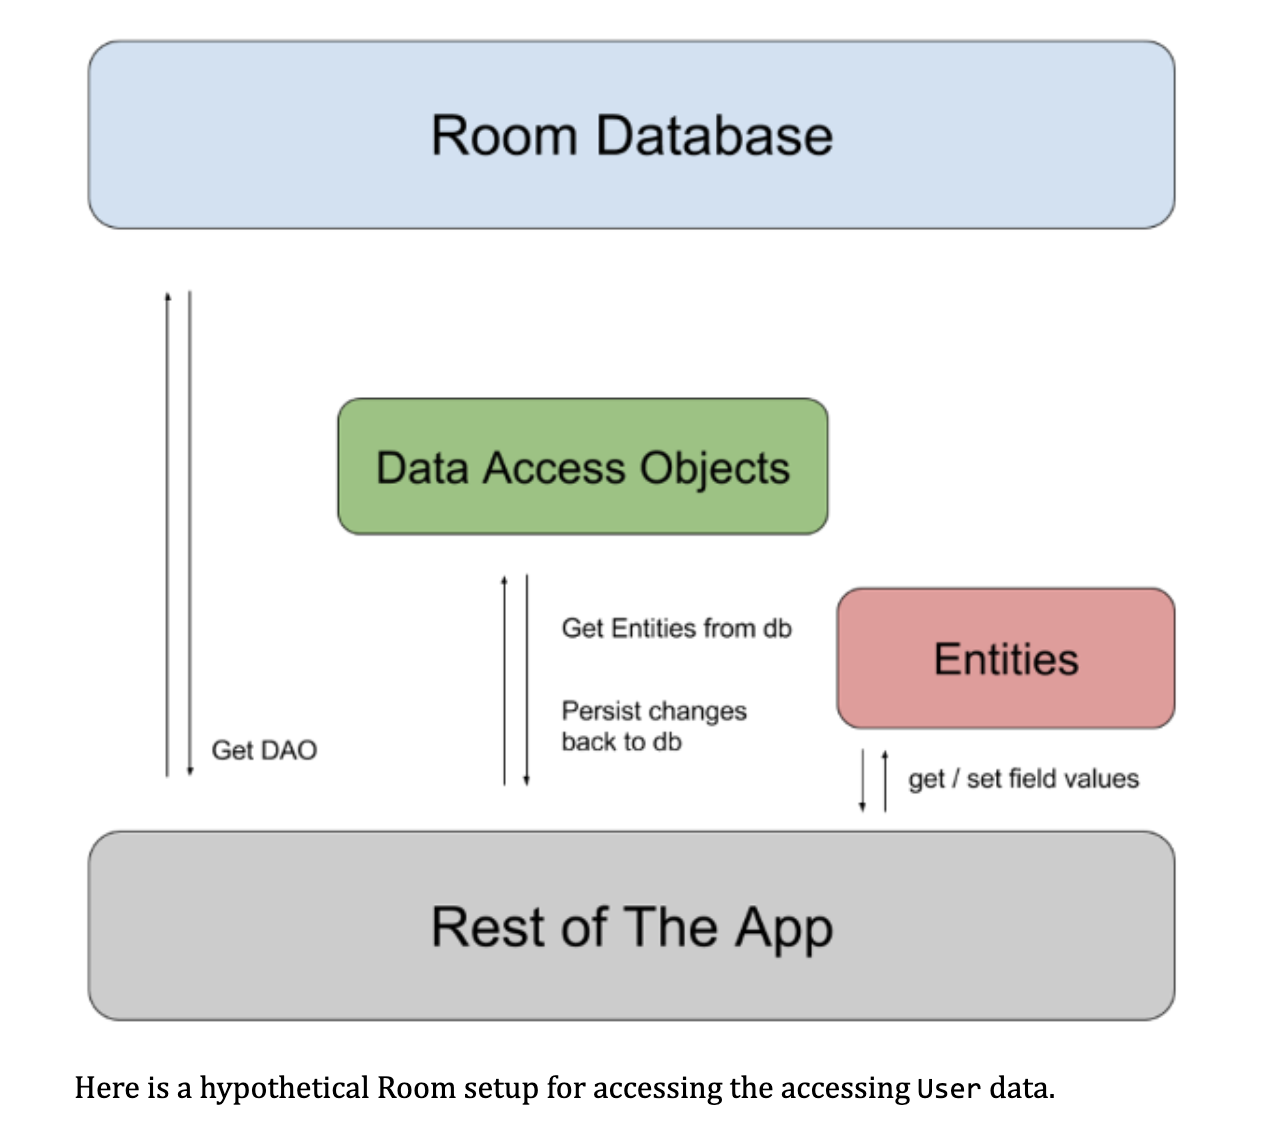 Room Database
Data Access Objects
Get Entities from db
Entities
Persist changes
back to db
Get DAO
get / set field values
Rest of The App
Here is a hypothetical Room setup for accessing the accessing User data.